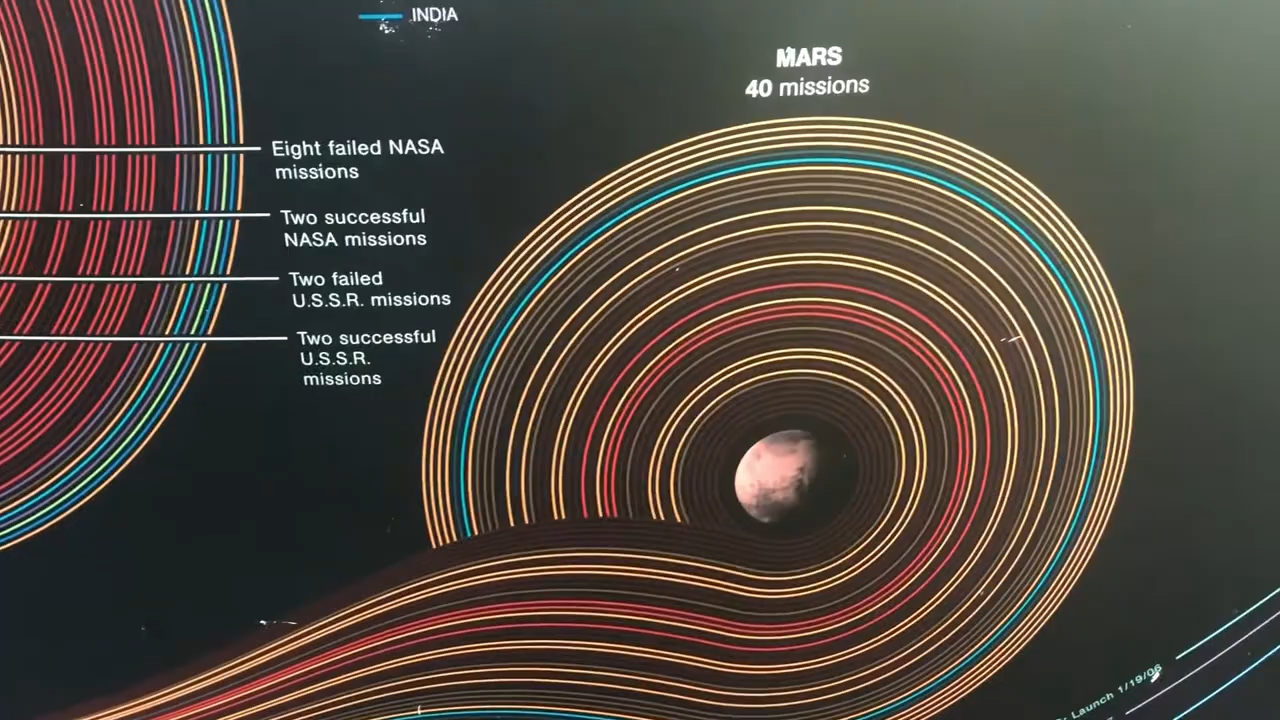 INDIA
MARS
40 missions
Eight failed NASA
missions
Two successful
NASA missions
Two failed
U.S.S.R. missions
Two successful
U.S.S.R.
missions
Launch 1/19/06